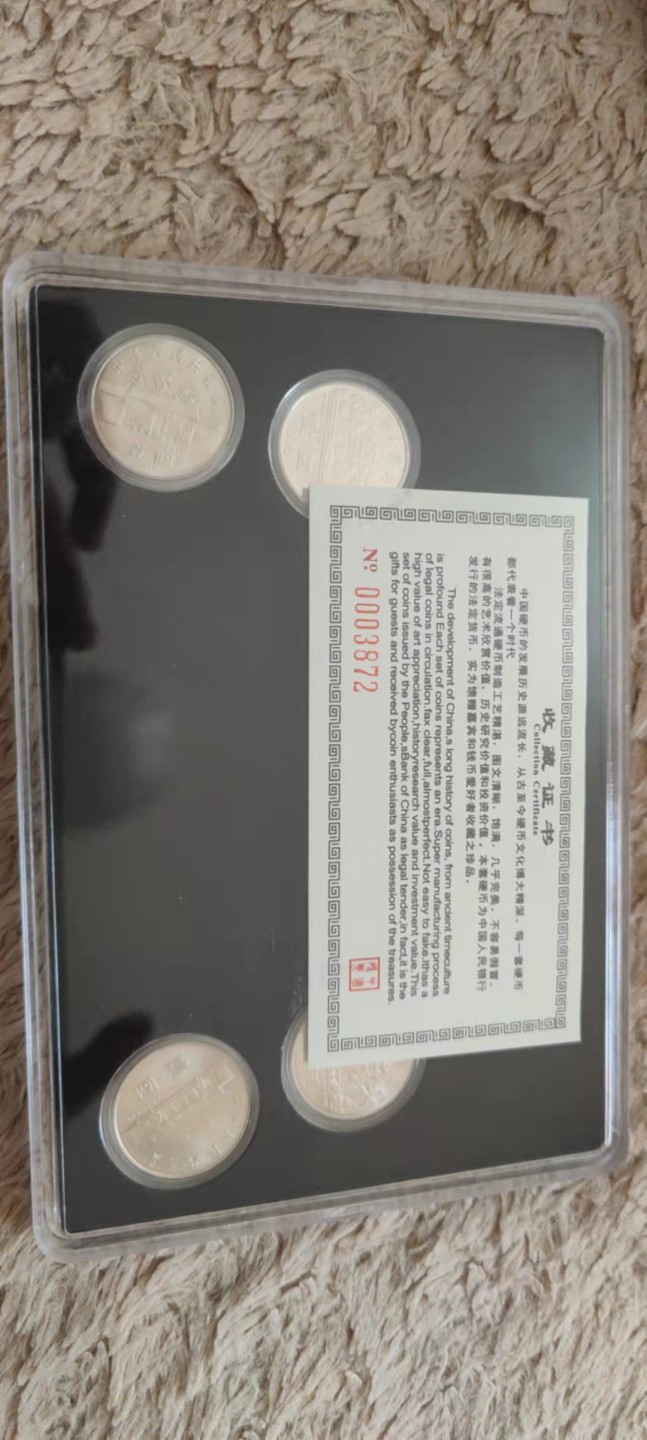 收藏证书
Collection Certificate
中国硬币的发展历史源远流长，从古至今硬币文化博大精深，每一套硬币
都代表着一个时代
法定流通硬币制造工艺精湛，图文清晰，饱满，几乎完美，不容易假冒，
有很高的艺术欣赏价值，历史研究价值和投资价值。本套硬币为中国人民银行
发行的法定货币，实为馈赠嘉宾和钱币爱好者收藏之珍品。
The development of China,s long history of coins, from ancient timeculture
is profound Each set of coins represents an era.Super manufacturing process
of legal coins in circulation,fax clear,full,almostperfect.Not easy to fake.Ithas a
high value of art appreciation,historyresearch value and investment value.This
set of coins issued by the People,sBank of China as legal tender,in fact,it is the
gifts for guests and received bycoin enthusiasts as possession of the treasures.
Nº 0003872